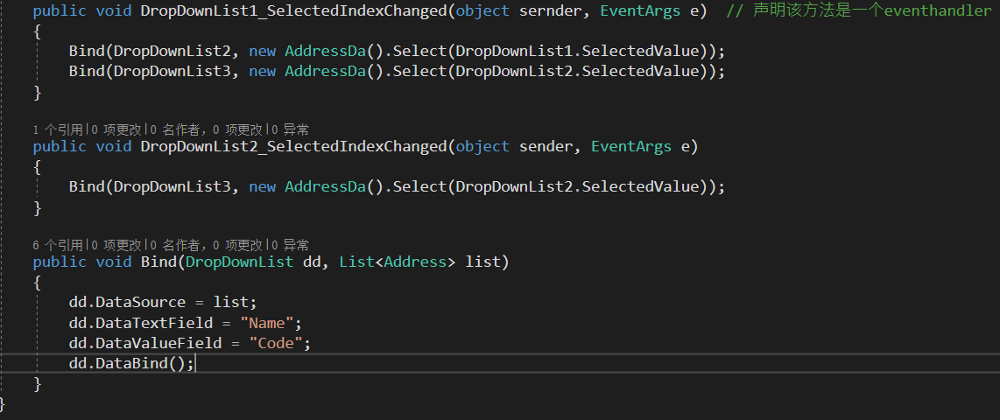 public void DropDownList1_SelectedIndexChanged(object sernder, EventArgs e)  // 声明该方法是一个eventhandler
{
    Bind(DropDownList2, new AddressDa().Select(DropDownList1.SelectedValue));
    Bind(DropDownList3, new AddressDa().Select(DropDownList2.SelectedValue));
}
1 个引用|0 项更改|0 名作者，0 项更改|0 异常
public void DropDownList2_SelectedIndexChanged(object sender, EventArgs e)
{
    Bind(DropDownList3, new AddressDa().Select(DropDownList2.SelectedValue));
}
6 个引用|0 项更改|0 名作者，0 项更改|0 异常
public void Bind(DropDownList dd, List<Address> list)
{
    dd.DataSource = list;
    dd.DataTextField = "Name";
    dd.DataValueField = "Code";
    dd.DataBind();
}
}